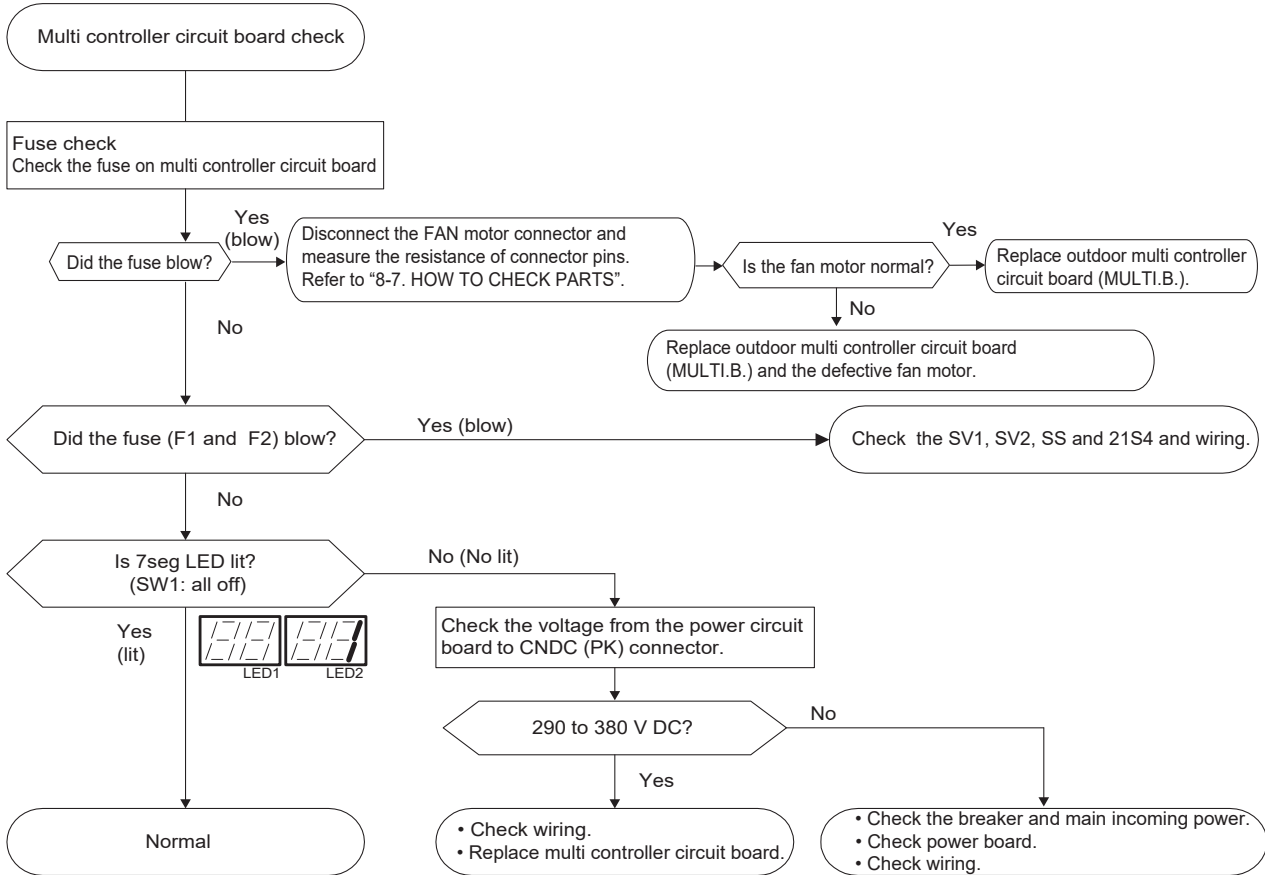 Multi controller circuit board check
Fuse check
Check the fuse on multi controller circuit board
Did the fuse blow?
Yes
(blow)
Disconnect the FAN motor connector and
measure the resistance of connector pins.
Refer to “8-7. HOW TO CHECK PARTS”.
Is the fan motor normal?
Yes
Replace outdoor multi controller
circuit board (MULTI.B.).
No
Replace outdoor multi controller circuit board
(MULTI.B.) and the defective fan motor.
No
Did the fuse (F1 and F2) blow?
Yes (blow)
Check the SV1, SV2, SS and 21S4 and wiring.
No
Is 7seg LED lit?
(SW1: all off)
No (No lit)
Yes
(lit)
LED1
LED2
Check the voltage from the power circuit
board to CNDC (PK) connector.
290 to 380 V DC?
No
Yes
Normal
• Check wiring.
• Replace multi controller circuit board.
• Check the breaker and main incoming power.
• Check power board.
• Check wiring.